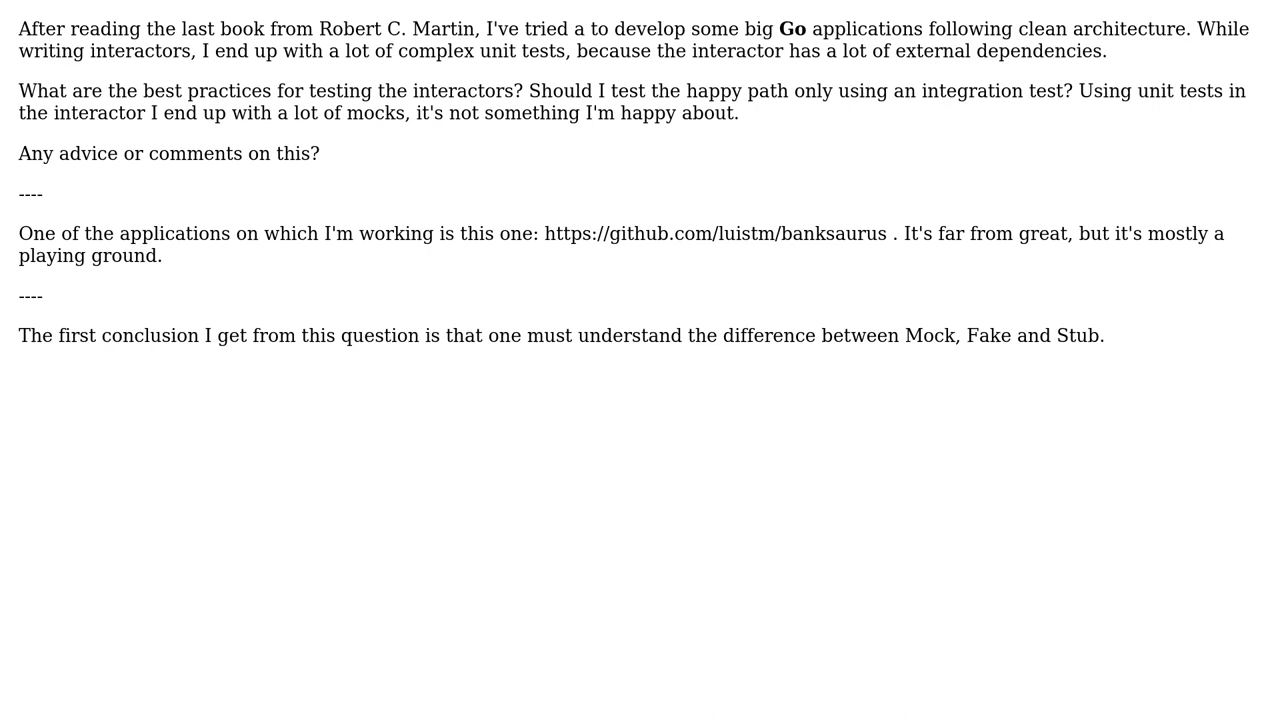 After reading the last book from Robert C. Martin, I've tried a to develop some big Go applications following clean architecture. While
writing interactors, I end up with a lot of complex unit tests, because the interactor has a lot of external dependencies.
What are the best practices for testing the interactors? Should I test the happy path only using an integration test? Using unit tests in
the interactor I end up with a lot of mocks, it's not something I'm happy about.
Any advice or comments on this?
----
One of the applications on which I'm working is this one: https://github.com/luistm/banksaurus . It's far from great, but it's mostly a
playing ground.
----
The first conclusion I get from this question is that one must understand the difference between Mock, Fake and Stub.